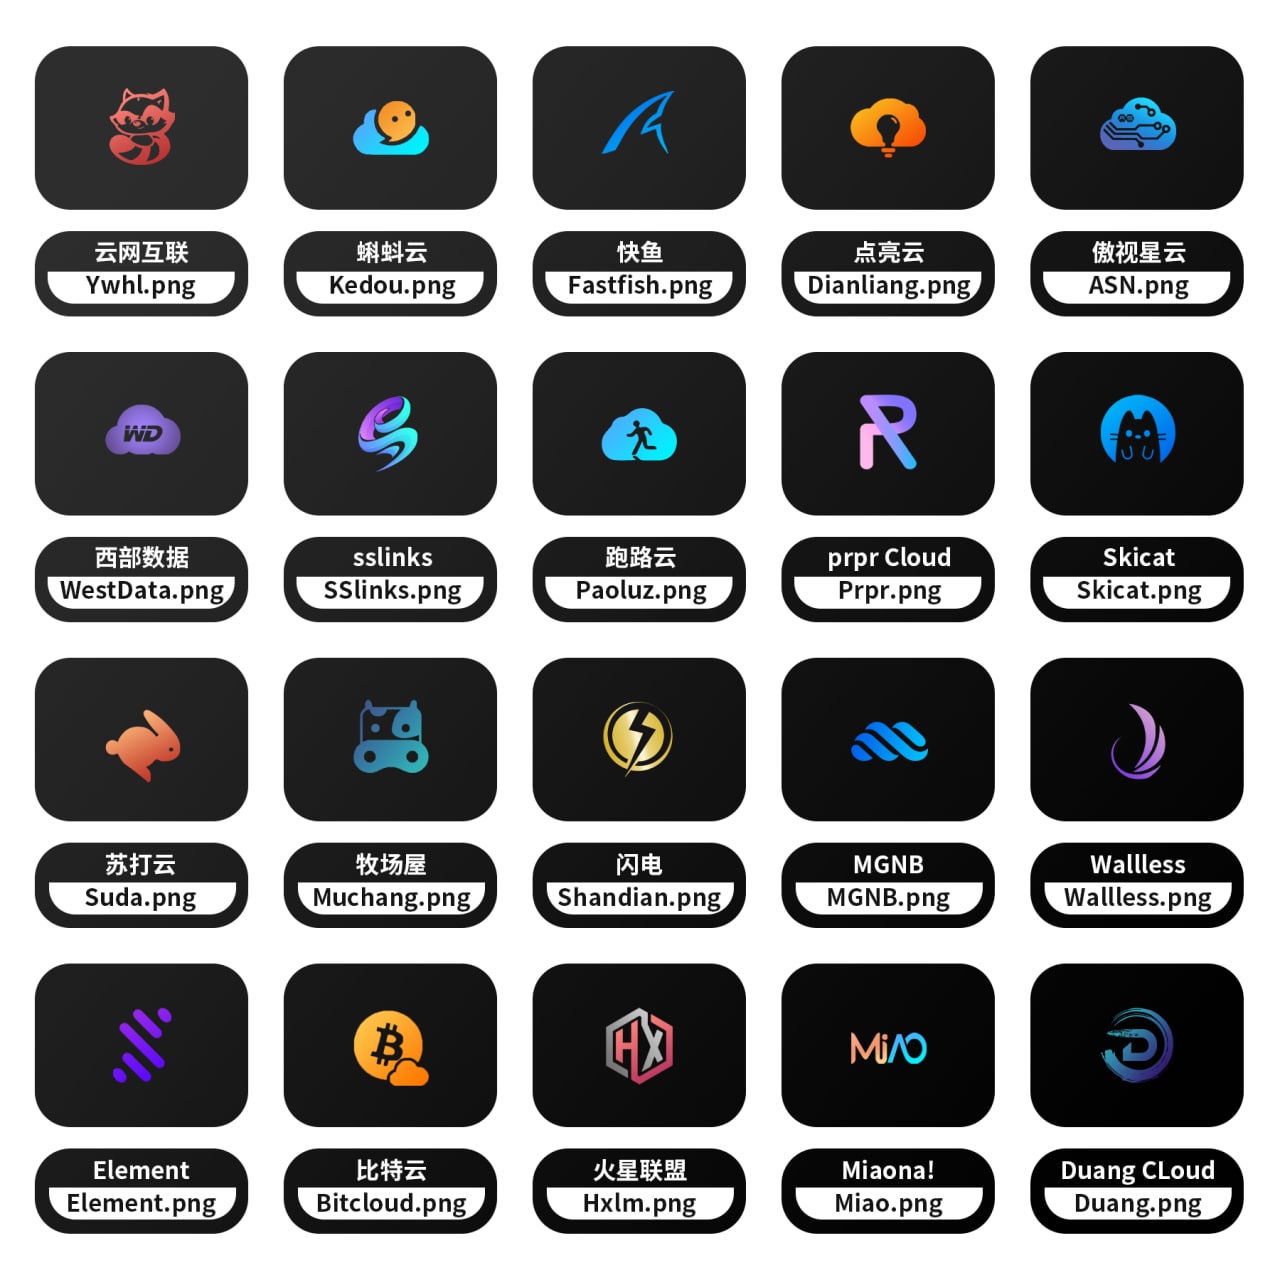 云网互联
Ywhl.png
蝌蚪云
Kedou.png
快鱼
Fastfish.png
点亮云
Dianliang.png
傲视星云
ASN.png
WD
西部数据
WestData.png
sslinks
SSlinks.png
跑路云
Paoluz.png
R
prpr Cloud
Prpr.png
Skicat
Skicat.png
苏打云
Suda.png
牧场屋
Muchang.png
闪电
Shandian.png
MGNB
MGNB.png
Wallless
Wallless.png
Element
Element.png
比特云
Bitcloud.png
HX
火星联盟
Hxlm.png
MiAO
Miaona!
Miao.png
D
Duang CLoud
Duang.png